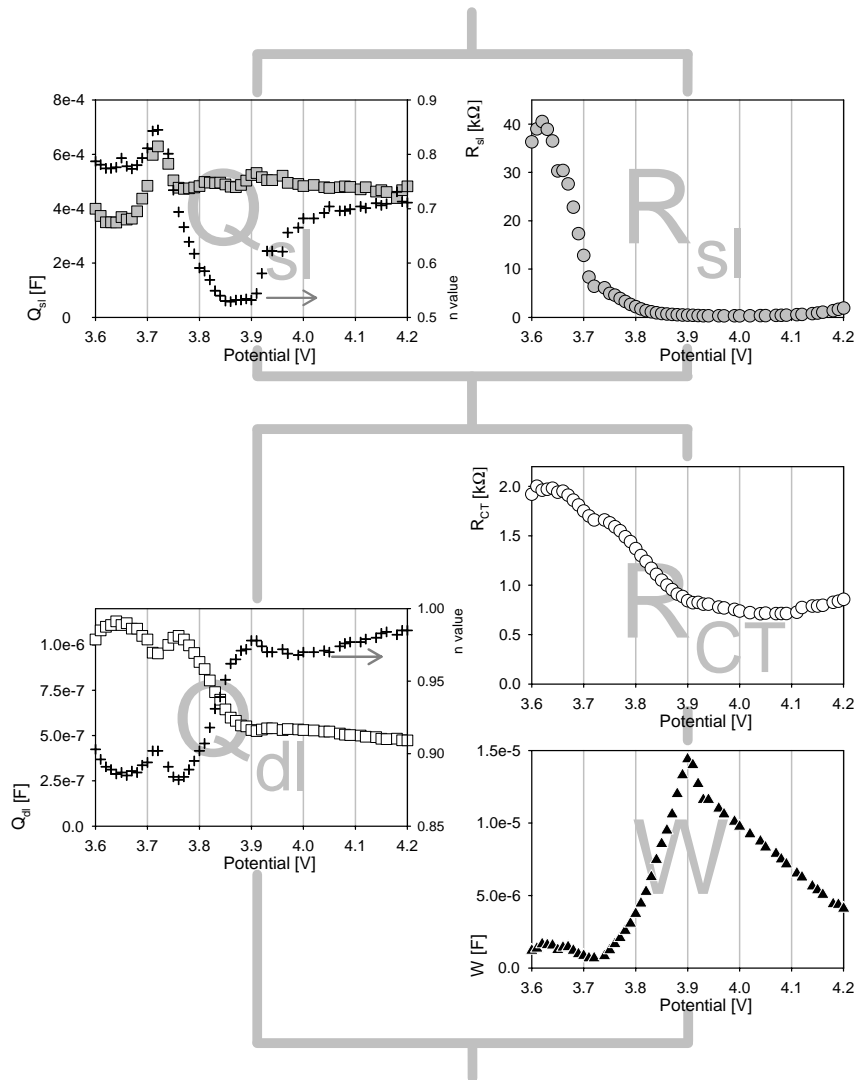 8e-4
6e-4
4e-4
2e-4
0
Q_sl [F]
0.9
0.8
0.7
0.6
0.5
n value
3.6 3.7 3.8 3.9 4.0 4.1 4.2
Potential [V]
Q_sl
40
30
20
10
0
R_sl [kΩ]
3.6 3.7 3.8 3.9 4.0 4.1 4.2
Potential [V]
R_sl
2.0
1.5
1.0
0.5
0.0
R_CT [kΩ]
3.6 3.7 3.8 3.9 4.0 4.1 4.2
Potential [V]
R_CT
1.0e-6
7.5e-7
5.0e-7
2.5e-7
0.0
Q_dl [F]
1.00
0.95
0.90
0.85
n value
3.6 3.7 3.8 3.9 4.0 4.1 4.2
Potential [V]
Q_dl
1.5e-5
1.0e-5
5.0e-6
0.0
W [F]
3.6 3.7 3.8 3.9 4.0 4.1 4.2
Potential [V]
W